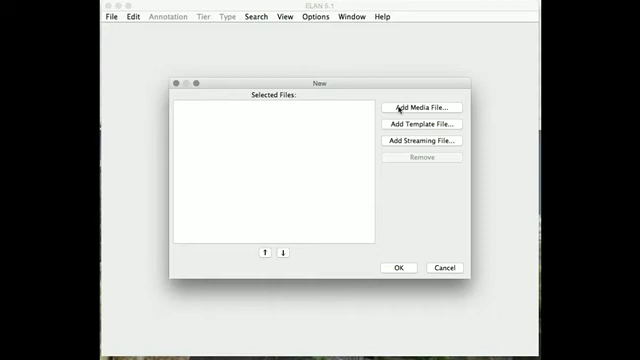 ELAN 6.1
File Edit Annotation Tier Type Search View Options Window Help
New
Selected Files:
Add Media File...
Add Template File...
Add Streaming File...
Remove
↑ ↓
OK Cancel